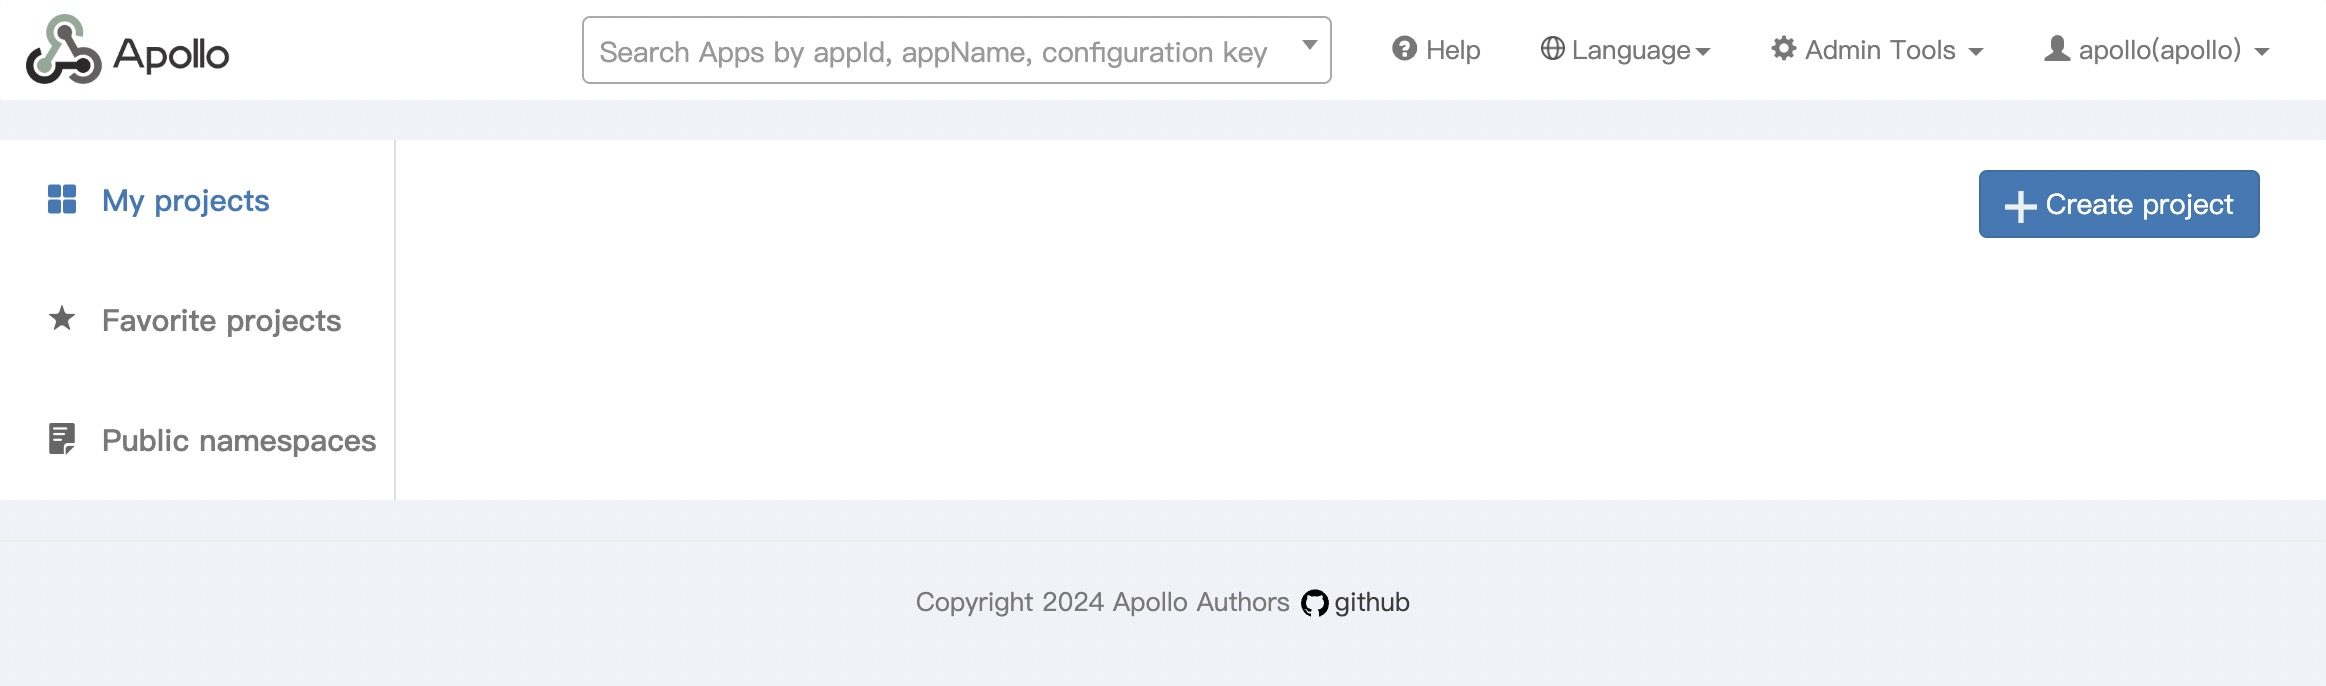 Apollo
Search Apps by appId, appName, configuration key
Help
Language
Admin Tools
apollo(apollo)
My projects
Create project
Favorite projects
Public namespaces
Copyright 2024 Apollo Authors github